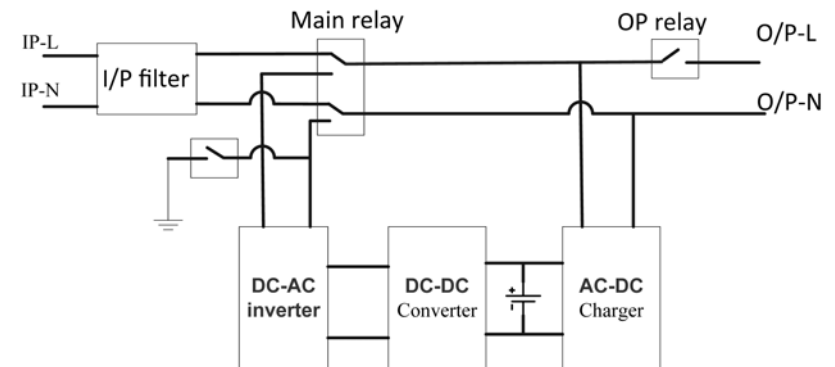 Main relay
OP relay
O/P-L
IP-L
I/P filter
IP-N
O/P-N
DC-AC
inverter
DC-DC
Converter
+
-
AC-DC
Charger